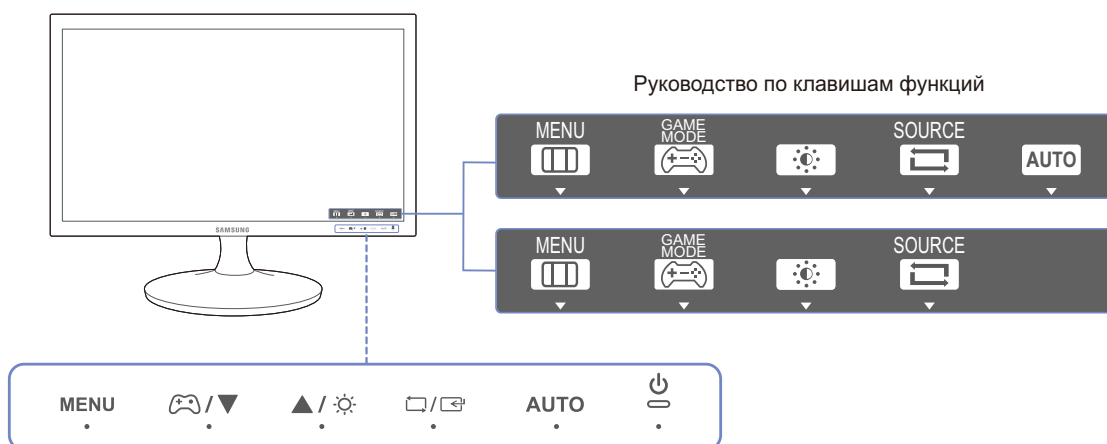 Руководство по клавишам функций
MENU GAME MODE SOURCE AUTO
MENU GAME MODE SOURCE
SAMSUNG
MENU / / / AUTO